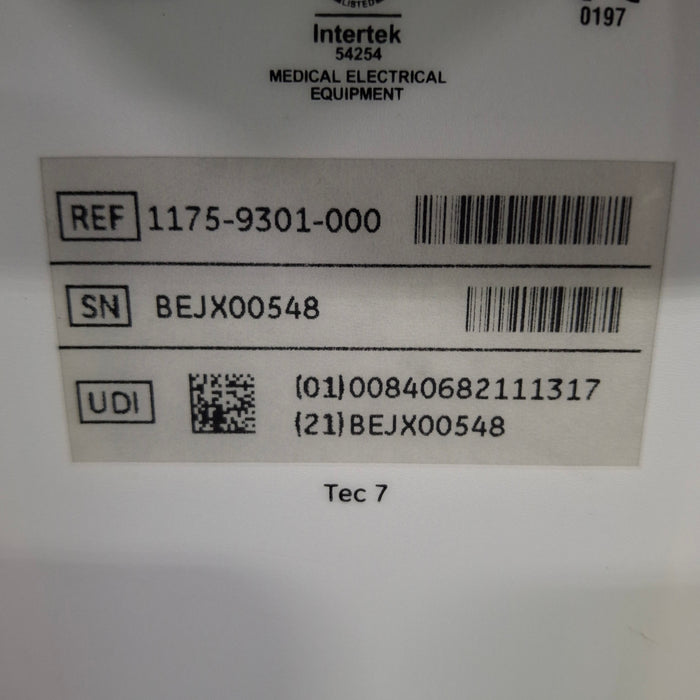 LISTED
Intertek
54254
MEDICAL ELECTRICAL
EQUIPMENT
0197
REF 1175-9301-000
SN BEJX00548
UDI (01)00840682111317
(21)BEJX00548
Tec 7